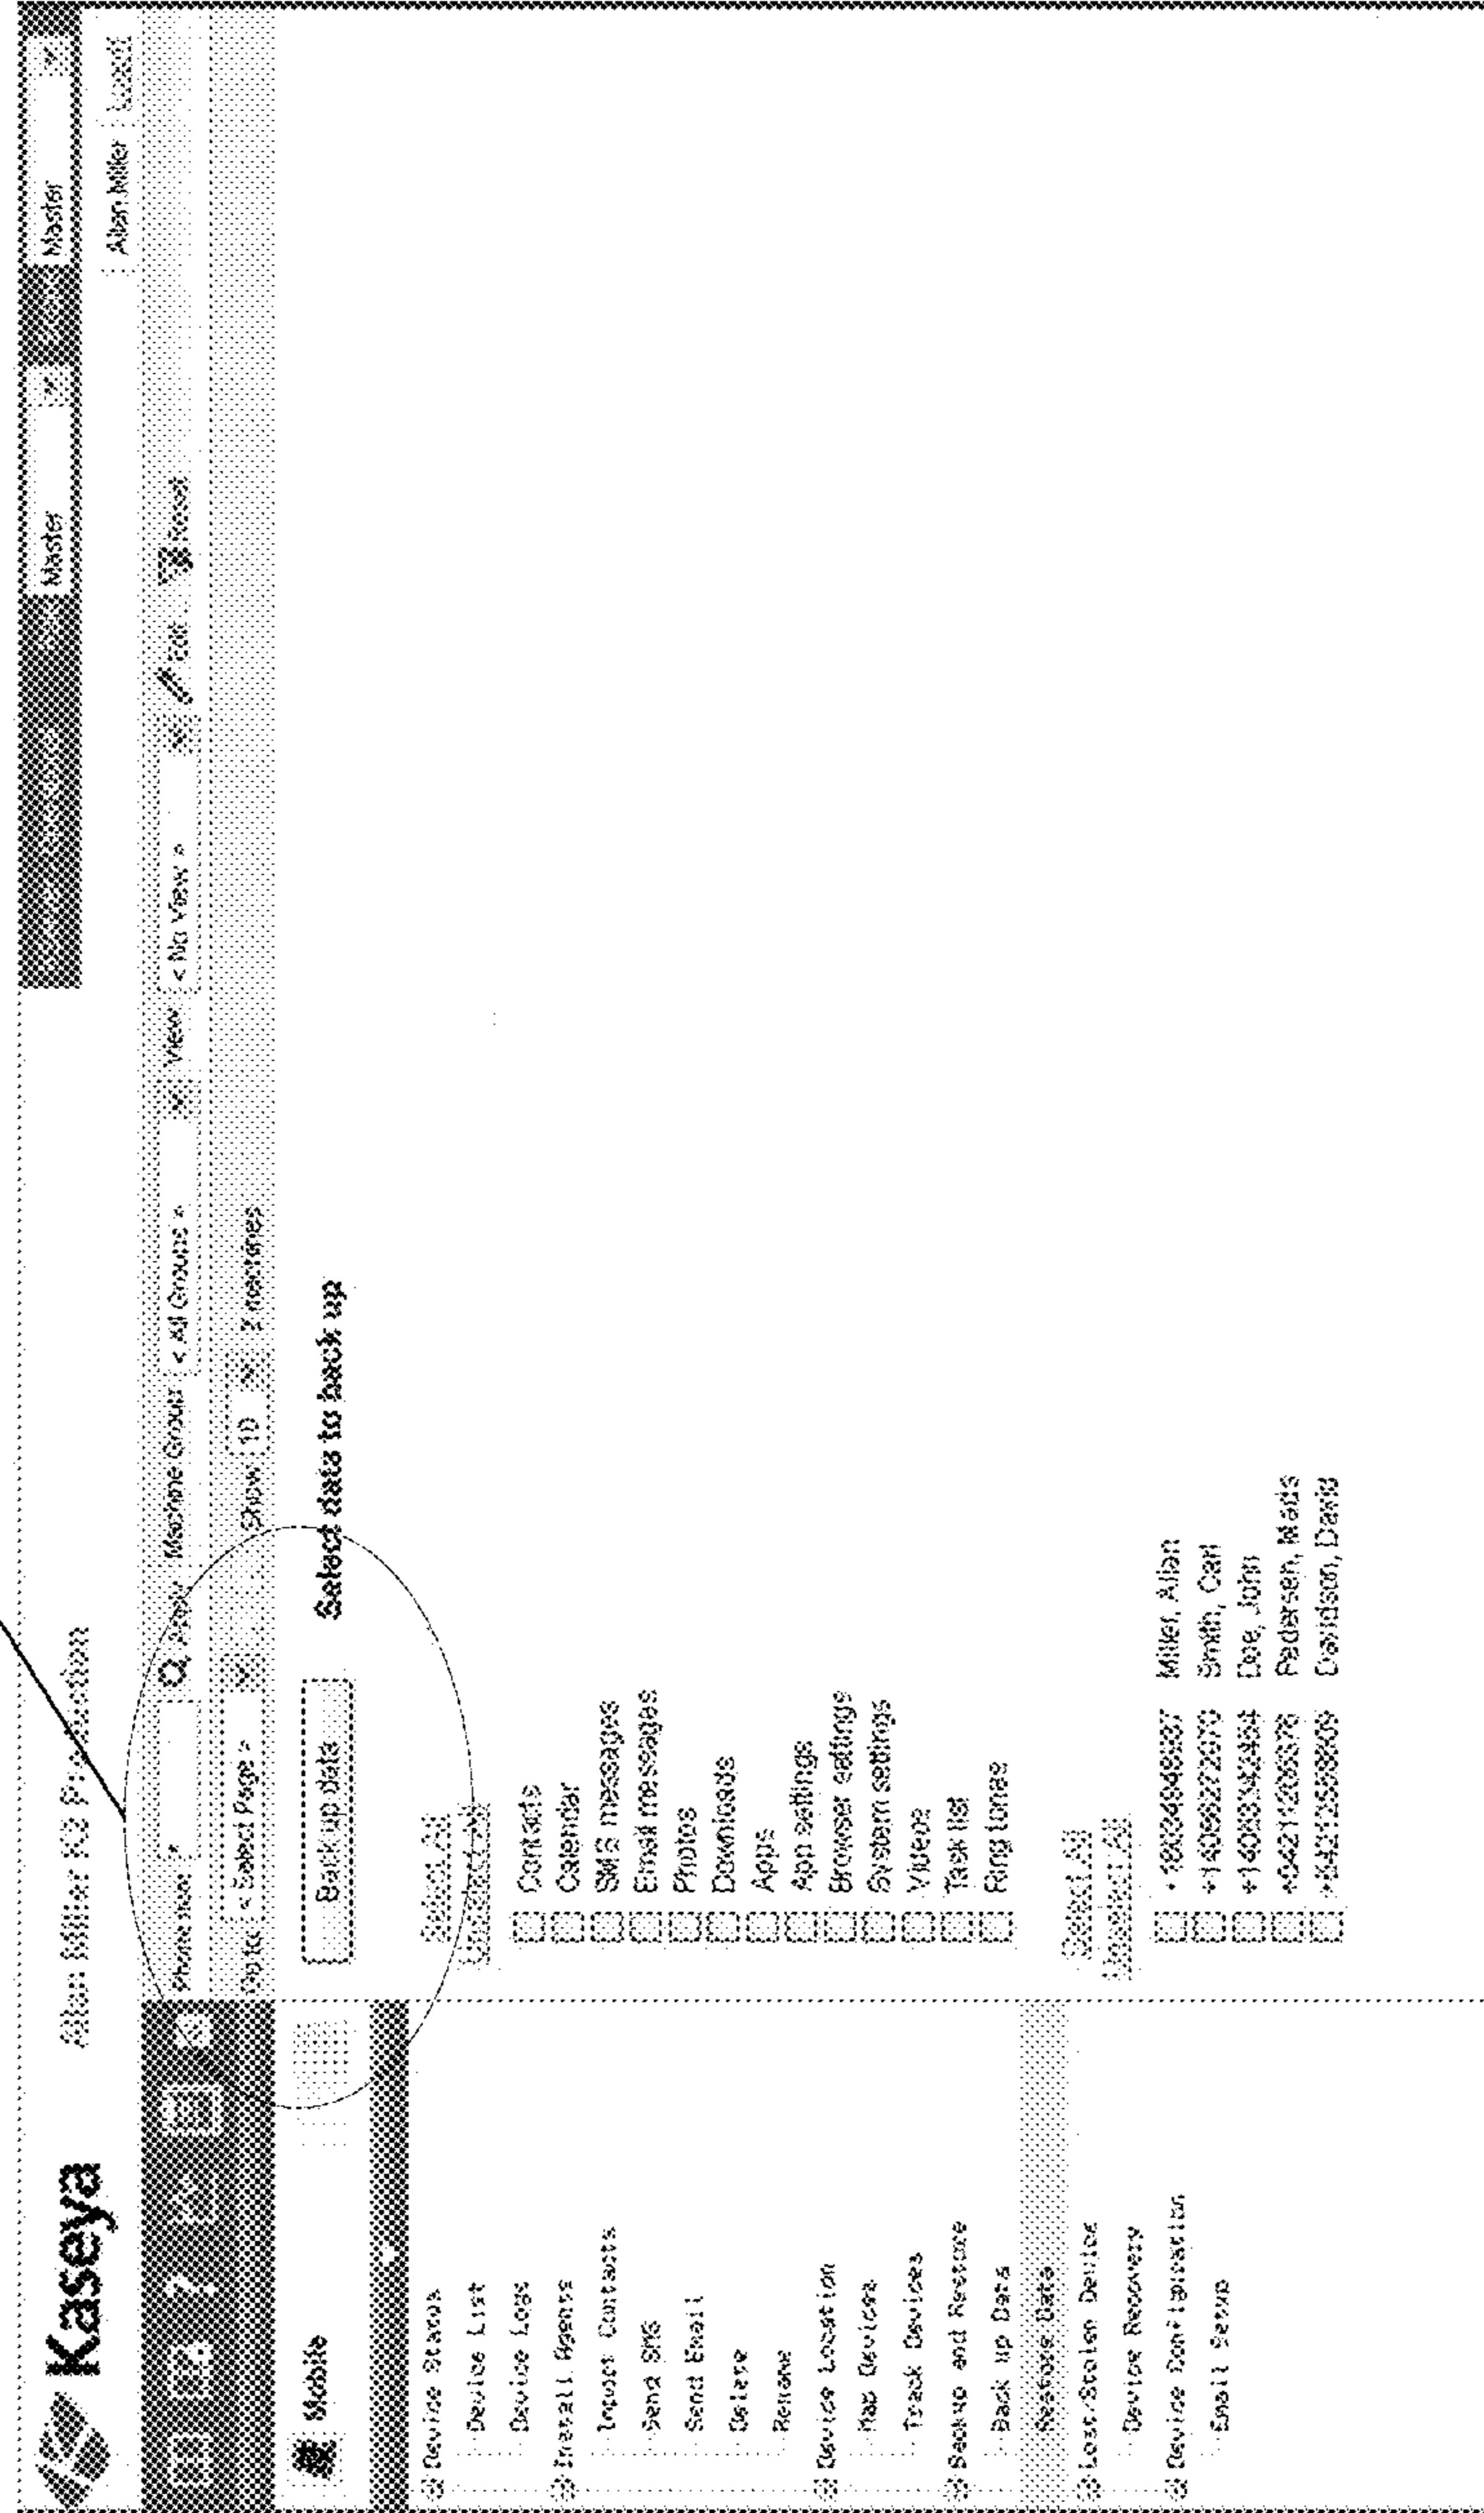 Kaseya
Allan Miller K2 Production
Master
Master
Allan Miller
Logoff
Apply
Machine Group
< All Groups >
View
< No View >
Edit
Reset
< Select Page >
Show
10
2 machines
Mobile
Back up data
Select data to back up
Device Status
Device List
Device Logs
Install Agents
Import Contacts
Send SMS
Send Email
Delete
Rename
Device Location
Map Devices
Track Devices
Backup and Restore
Back Up Data
Restore Data
Lost/Stolen Device
Device Recovery
Device Configuration
Email Setup
Select All
Unselect All
Contacts
Calendar
SMS messages
Email messages
Photos
Downloads
Apps
App settings
Browser settings
System settings
Videos
Task list
Ring tones
Select All
Unselect All
Miller, Allan
Smith, Carl
Doe, John
Pedersen, Mads
Davidson, David